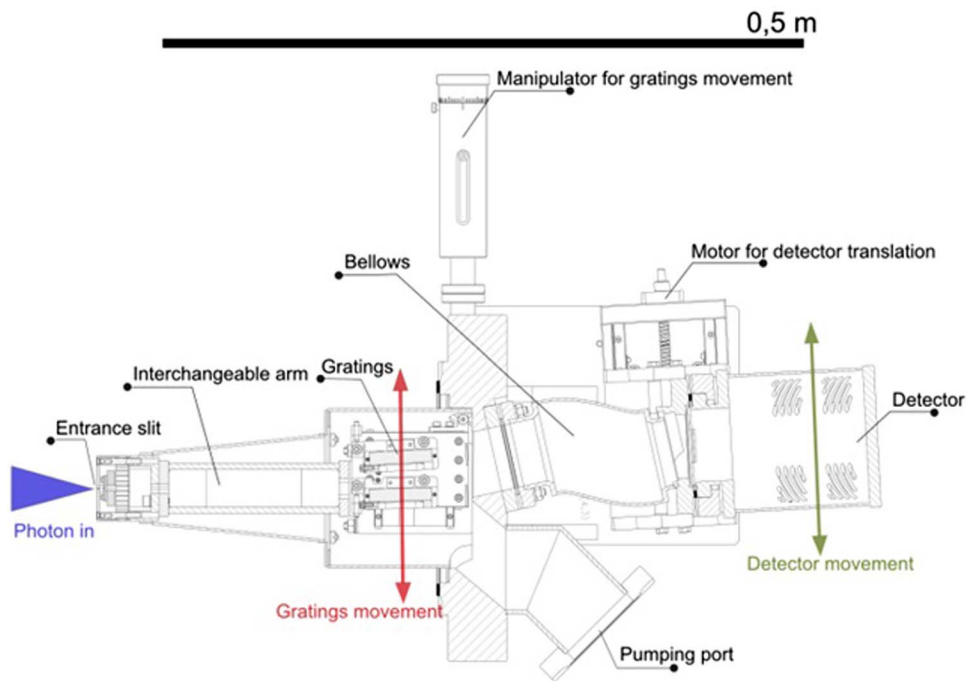 0,5 m
Manipulator for gratings movement
Motor for detector translation
Bellows
Interchangeable arm
Gratings
Detector
Entrance slit
Photon in
Detector movement
Gratings movement
Pumping port